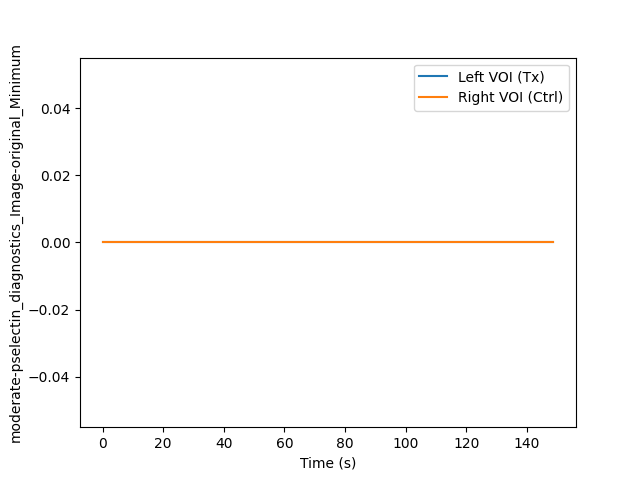 Left VOI (Tx)
Right VOI (Ctrl)
moderate-pselectin_diagnostics_Image-original_Minimum
0.04
0.02
0.00
−0.02
−0.04
0 20 40 60 80 100 120 140
Time (s)